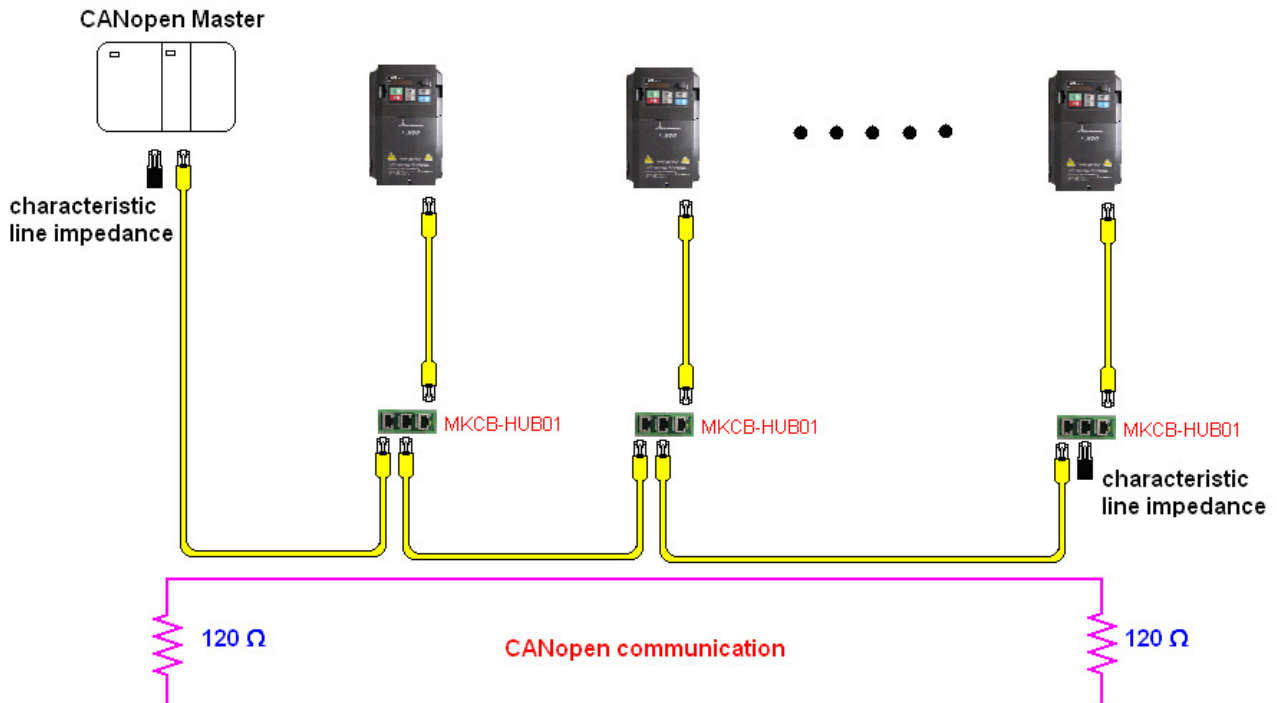 CANopen Master
characteristic
line impedance
MKCB-HUB01
MKCB-HUB01
MKCB-HUB01
characteristic
line impedance
120 Ω
CANopen communication
120 Ω